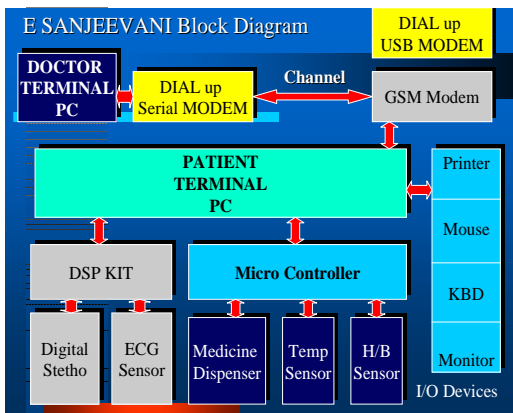 E SANJEEVANI Block Diagram
DIAL up
USB MODEM
DOCTOR
TERMINAL
PC
DIAL up
Serial MODEM
Channel
GSM Modem
PATIENT
TERMINAL
PC
Printer
Mouse
KBD
Monitor
DSP KIT
Micro Controller
Digital
Stetho
ECG
Sensor
Medicine
Dispenser
Temp
Sensor
H/B
Sensor
I/O Devices